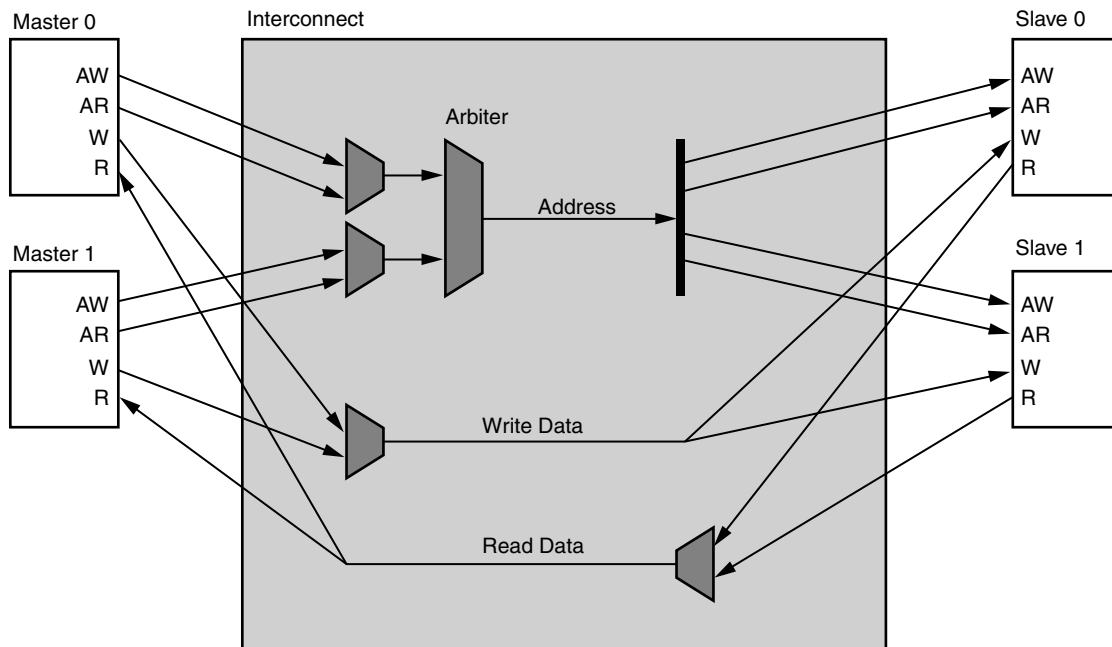 Master 0
AW
AR
W
R
Master 1
AW
AR
W
R
Interconnect
Arbiter
Address
Write Data
Read Data
Slave 0
AW
AR
W
R
Slave 1
AW
AR
W
R